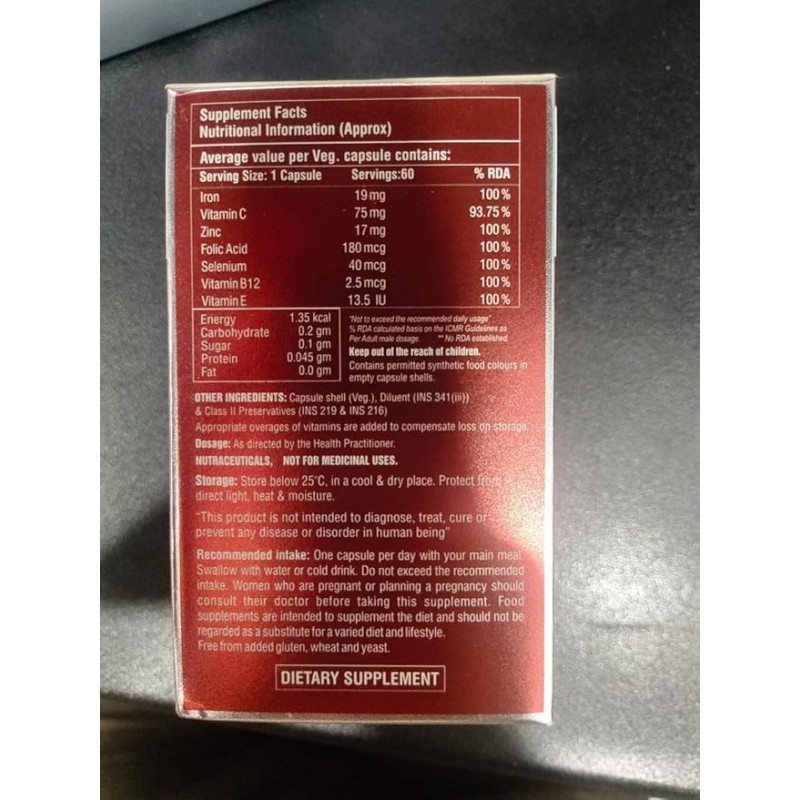 Supplement Facts
Nutritional Information (Approx)
Average value per Veg. capsule contains:
Serving Size: 1 Capsule Servings:60 % RDA
Iron 19 mg 100%
Vitamin C 75 mg 93.75%
Zinc 17 mg 100%
Folic Acid 180 mcg 100%
Selenium 40 mcg 100%
Vitamin B12 2.5 mcg 100%
Vitamin E 13.5 IU 100%
Energy 1.35 kcal
Carbohydrate 0.2 gm
Sugar 0.1 gm
Protein 0.045 gm
Fat 0.0 gm
"Not to exceed the recommended daily usage"
% RDA calculated basis on the ICMR Guidelines as
Per Adult male dosage. ** No RDA established
Keep out of the reach of children.
Contains permitted synthetic food colours in
empty capsule shells.
OTHER INGREDIENTS: Capsule shell (Veg.), Diluent (INS 341(iii))
& Class II Preservatives (INS 219 & INS 216)
Appropriate overages of vitamins are added to compensate loss on storage.
Dosage: As directed by the Health Practitioner.
NUTRACEUTICALS, NOT FOR MEDICINAL USES.
Storage: Store below 25°C, in a cool & dry place. Protect from
direct light, heat & moisture.
"This product is not intended to diagnose, treat, cure or
prevent any disease or disorder in human being"
Recommended intake: One capsule per day with your main meal.
Swallow with water or cold drink. Do not exceed the recommended
intake. Women who are pregnant or planning a pregnancy should
consult their doctor before taking this supplement. Food
supplements are intended to supplement the diet and should not be
regarded as a substitute for a varied diet and lifestyle.
Free from added gluten, wheat and yeast.
DIETARY SUPPLEMENT